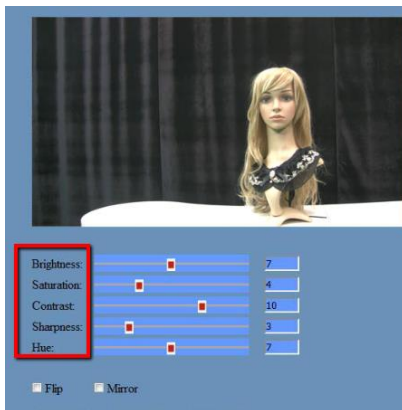 Brightness: 7
Saturation: 4
Contrast: 10
Sharpness: 3
Hue: 7
Flip Mirror